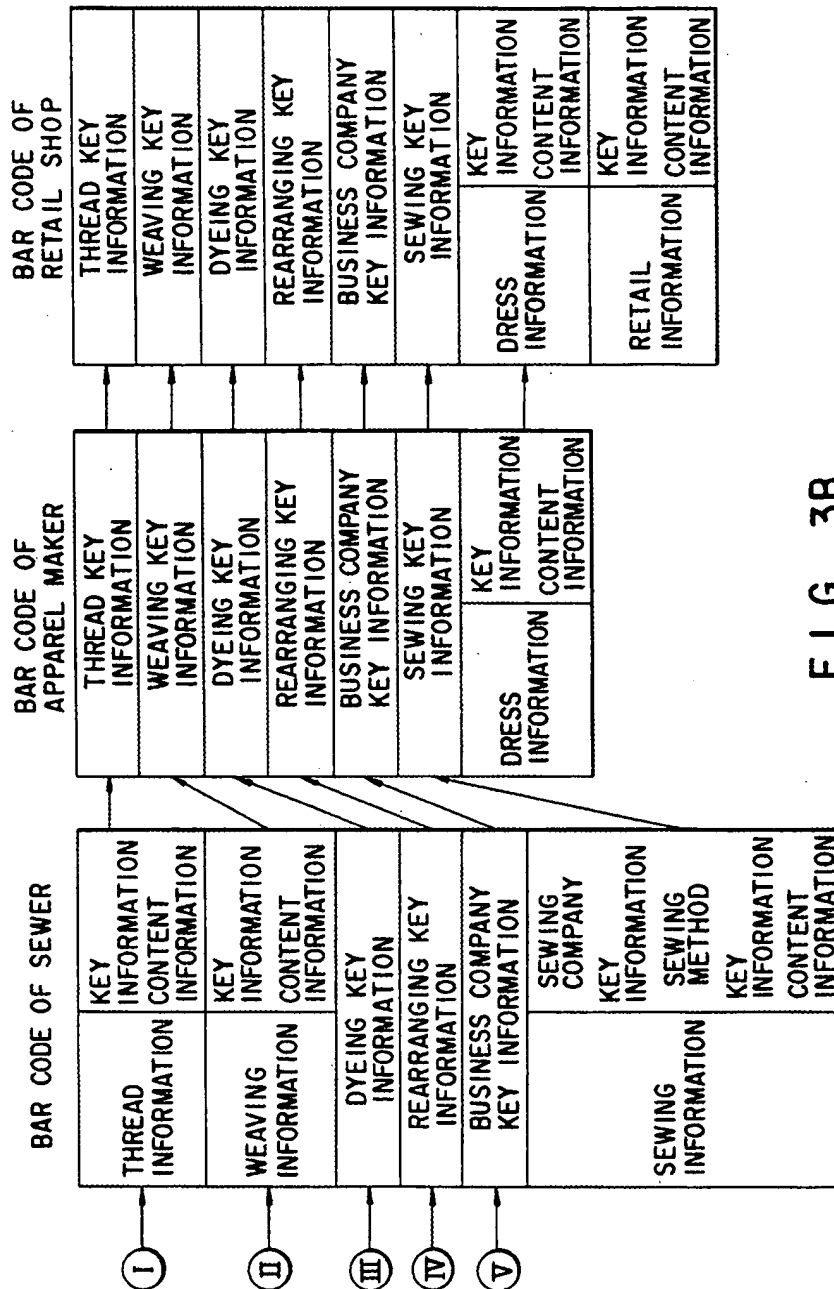 BAR CODE OF SEWER
I
THREAD
INFORMATION
KEY
INFORMATION
CONTENT
INFORMATION
II
WEAVING
INFORMATION
KEY
INFORMATION
CONTENT
INFORMATION
III
DYEING KEY
INFORMATION
IV
REARRANGING KEY
INFORMATION
V
BUSINESS COMPANY
KEY INFORMATION
SEWING
INFORMATION
SEWING
COMPANY
KEY
INFORMATION
SEWING
METHOD
KEY
INFORMATION
CONTENT
INFORMATION
BAR CODE OF
APPAREL MAKER
THREAD KEY
INFORMATION
WEAVING KEY
INFORMATION
DYEING KEY
INFORMATION
REARRANGING KEY
INFORMATION
BUSINESS COMPANY
KEY INFORMATION
SEWING KEY
INFORMATION
DRESS
INFORMATION
KEY
INFORMATION
CONTENT
INFORMATION
BAR CODE OF
RETAIL SHOP
THREAD KEY
INFORMATION
WEAVING KEY
INFORMATION
DYEING KEY
INFORMATION
REARRANGING KEY
INFORMATION
BUSINESS COMPANY
KEY INFORMATION
SEWING KEY
INFORMATION
DRESS
INFORMATION
KEY
INFORMATION
CONTENT
INFORMATION
RETAIL
INFORMATION
KEY
INFORMATION
CONTENT
INFORMATION
FIG. 3B